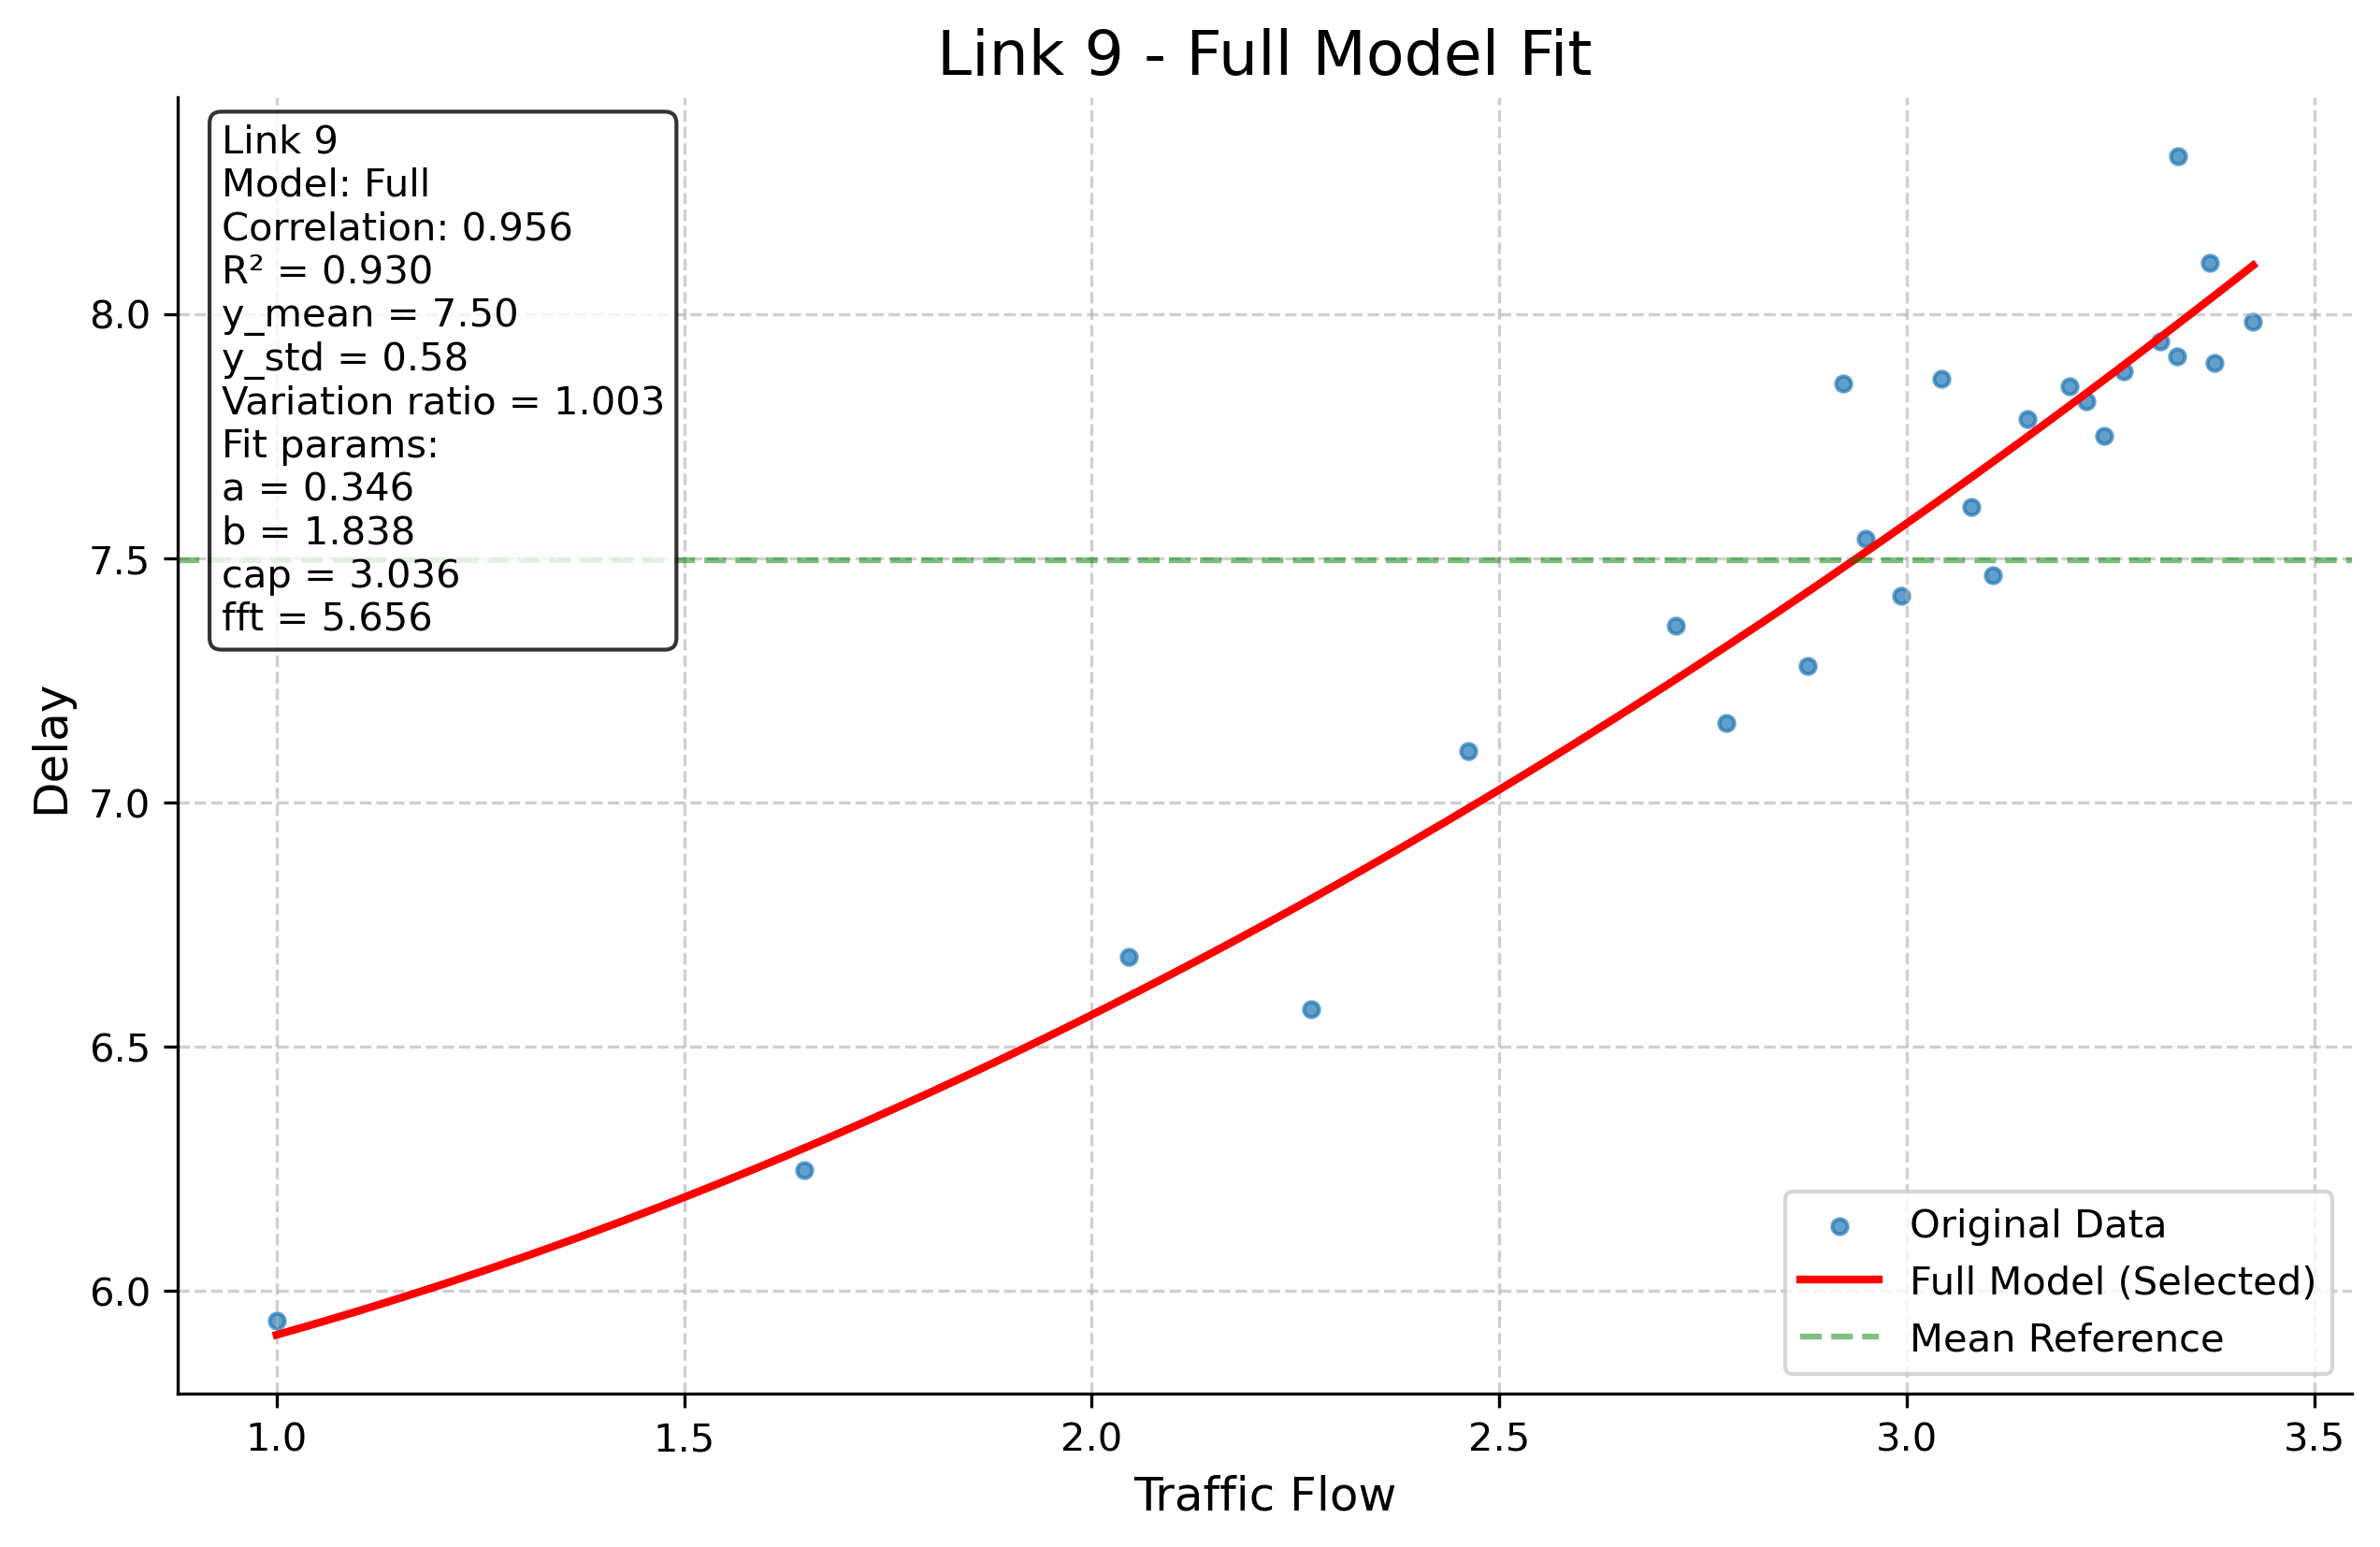 Link 9 - Full Model Fit
Link 9
Model: Full
Correlation: 0.956
R² = 0.930
y_mean = 7.50
y_std = 0.58
Variation ratio = 1.003
Fit params:
a = 0.346
b = 1.838
cap = 3.036
fft = 5.656
Delay
8.0
7.5
7.0
6.5
6.0
Original Data
Full Model (Selected)
Mean Reference
1.0 1.5 2.0 2.5 3.0 3.5
Traffic Flow